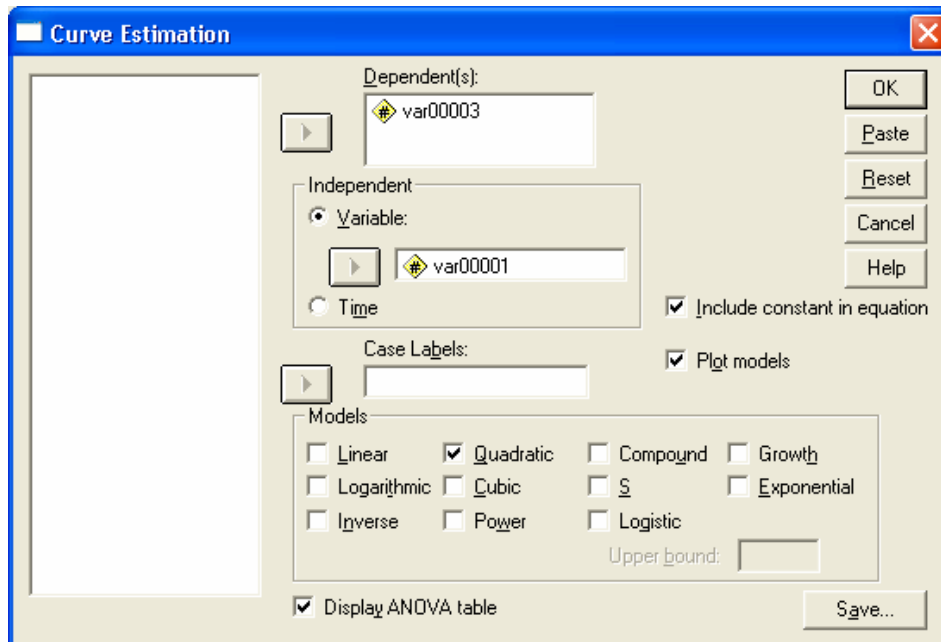 Curve Estimation
Dependent(s):
var00003
OK
Paste
Reset
Cancel
Help
Independent
Variable:
var00001
Time
Include constant in equation
Case Labels:
Plot models
Models
Linear
Quadratic
Compound
Growth
Logarithmic
Cubic
S
Exponential
Inverse
Power
Logistic
Upper bound:
Display ANOVA table
Save...